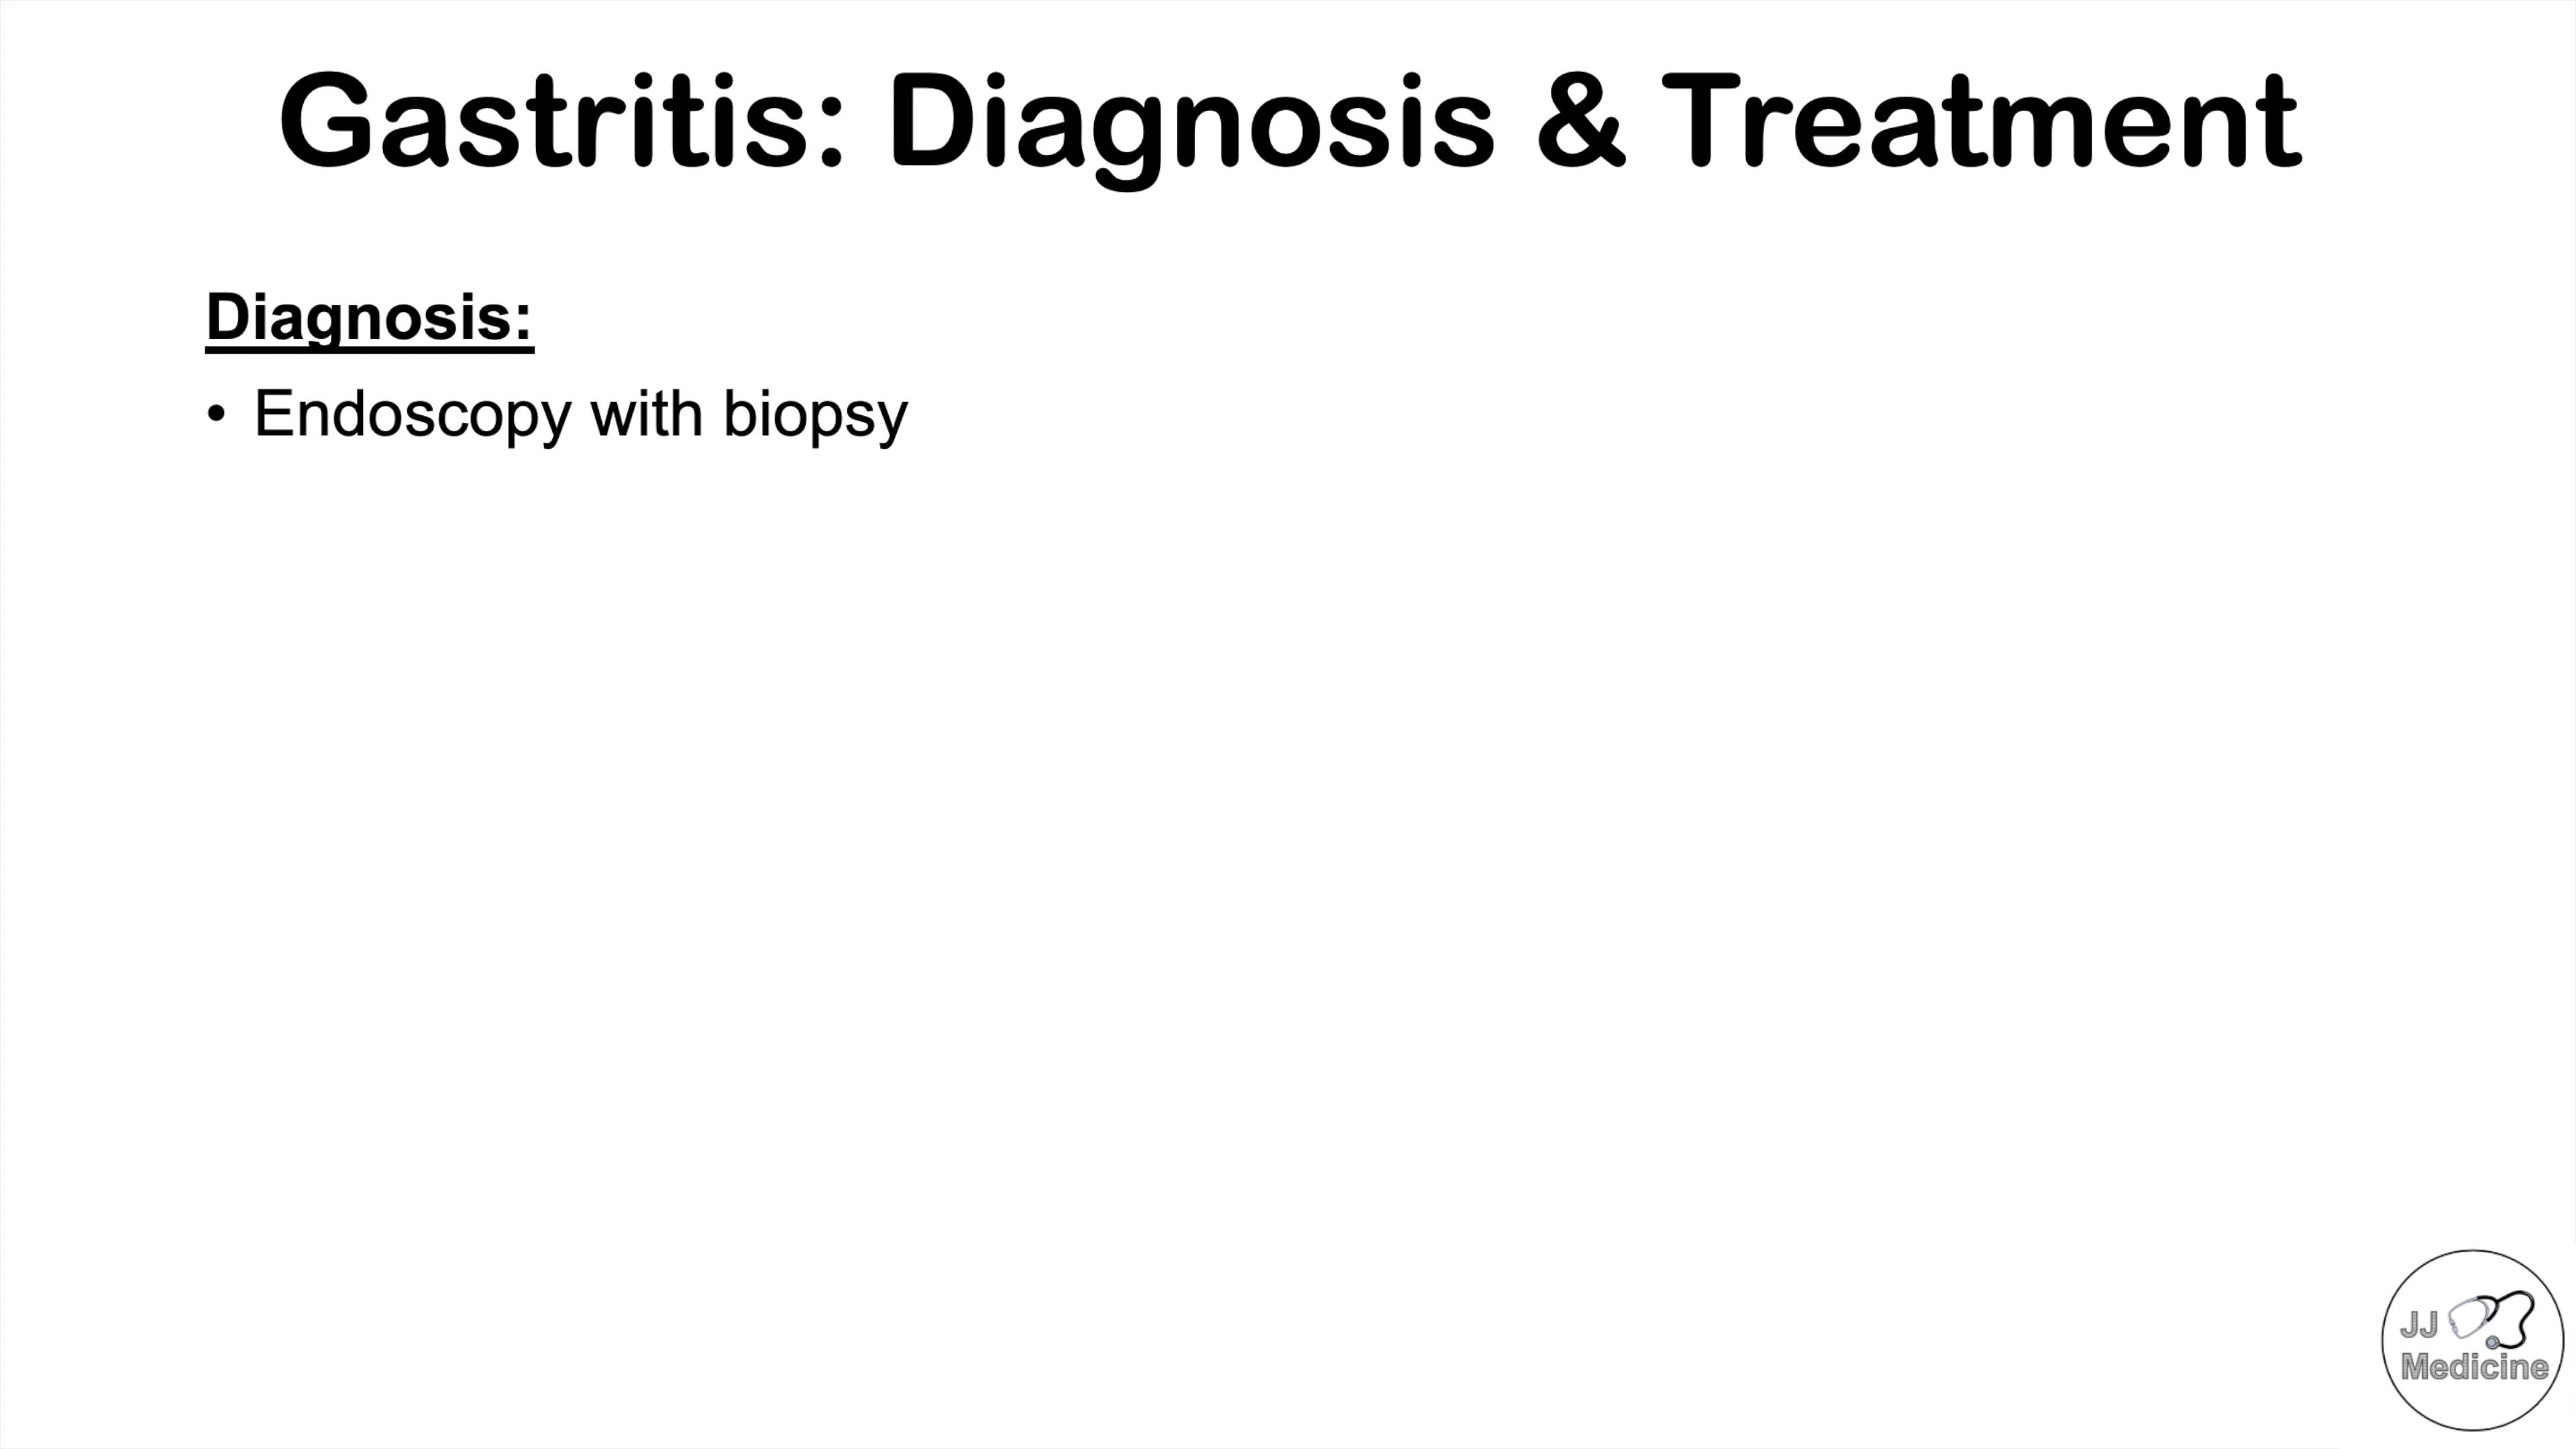 Gastritis: Diagnosis & Treatment
Diagnosis:
• Endoscopy with biopsy
JJ
Medicine